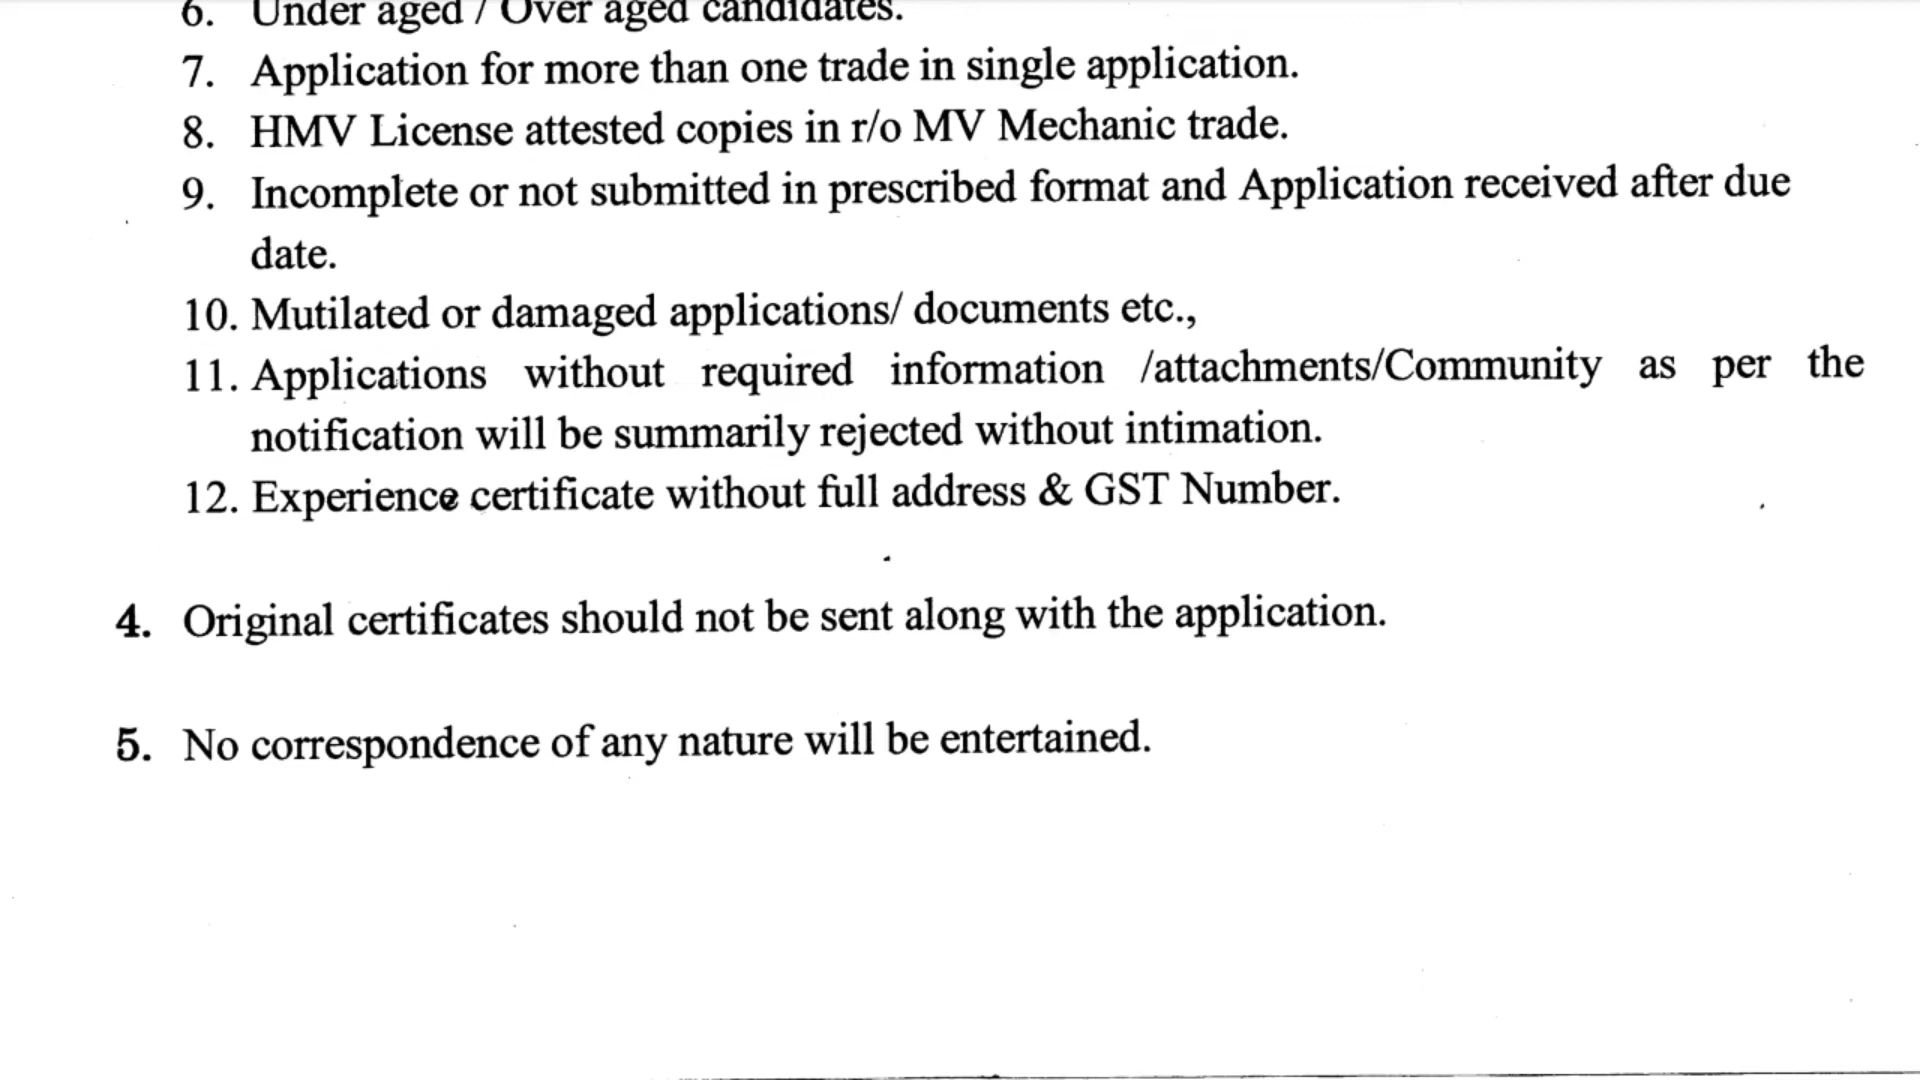 6. Under aged / Over aged candidates.
7. Application for more than one trade in single application.
8. HMV License attested copies in r/o MV Mechanic trade.
9. Incomplete or not submitted in prescribed format and Application received after due
date.
10. Mutilated or damaged applications/ documents etc.,
11. Applications without required information /attachments/Community as per the
notification will be summarily rejected without intimation.
12. Experience certificate without full address & GST Number.
4. Original certificates should not be sent along with the application.
5. No correspondence of any nature will be entertained.